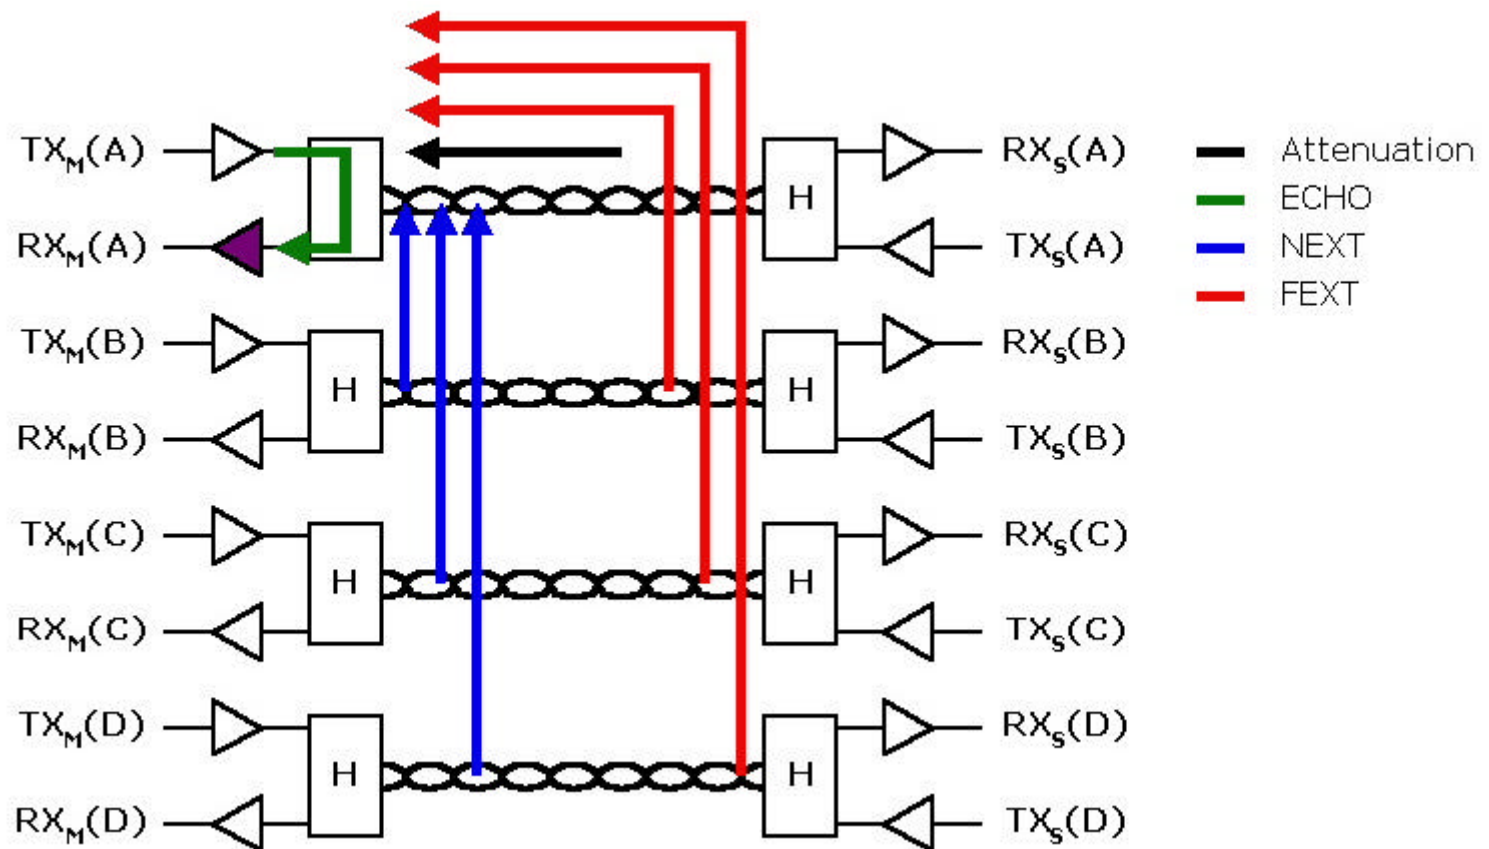 TXM(A)
RXM(A)
H
RXS(A)
TXS(A)
TXM(B)
RXM(B)
H
H
RXS(B)
TXS(B)
TXM(C)
RXM(C)
H
H
RXS(C)
TXS(C)
TXM(D)
RXM(D)
H
H
RXS(D)
TXS(D)
Attenuation
ECHO
NEXT
FEXT